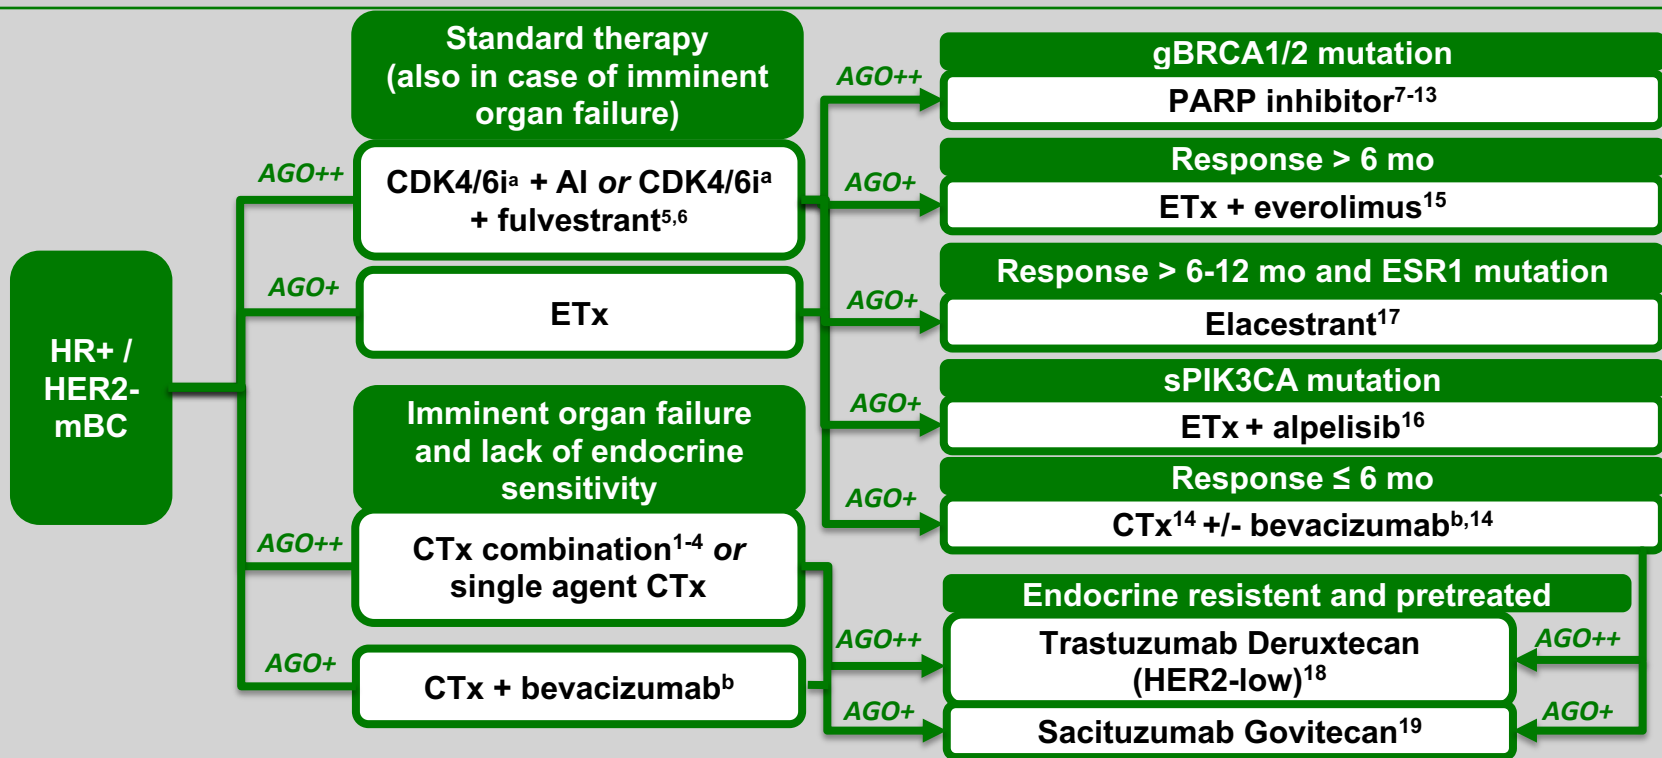 HR+ /
HER2-
mBC
AGO++
Standard therapy
(also in case of imminent
organ failure)
CDK4/6iᵃ + AI or CDK4/6iᵃ
+ fulvestrant⁵,⁶
AGO+
ETx
Imminent organ failure
and lack of endocrine
sensitivity
AGO++
CTx combination¹⁻⁴ or
single agent CTx
AGO+
CTx + bevacizumabᵇ
gBRCA1/2 mutation
AGO++
PARP inhibitor⁷⁻¹³
Response > 6 mo
AGO+
ETx + everolimus¹⁵
Response > 6-12 mo and ESR1 mutation
AGO+
Elacestrant¹⁷
sPIK3CA mutation
AGO+
ETx + alpelisib¹⁶
Response ≤ 6 mo
AGO+
CTx¹⁴ +/- bevacizumabᵇ,¹⁴
Endocrine resistent and pretreated
AGO++
Trastuzumab Deruxtecan
(HER2-low)¹⁸
AGO++
AGO+
Sacituzumab Govitecan¹⁹
AGO+